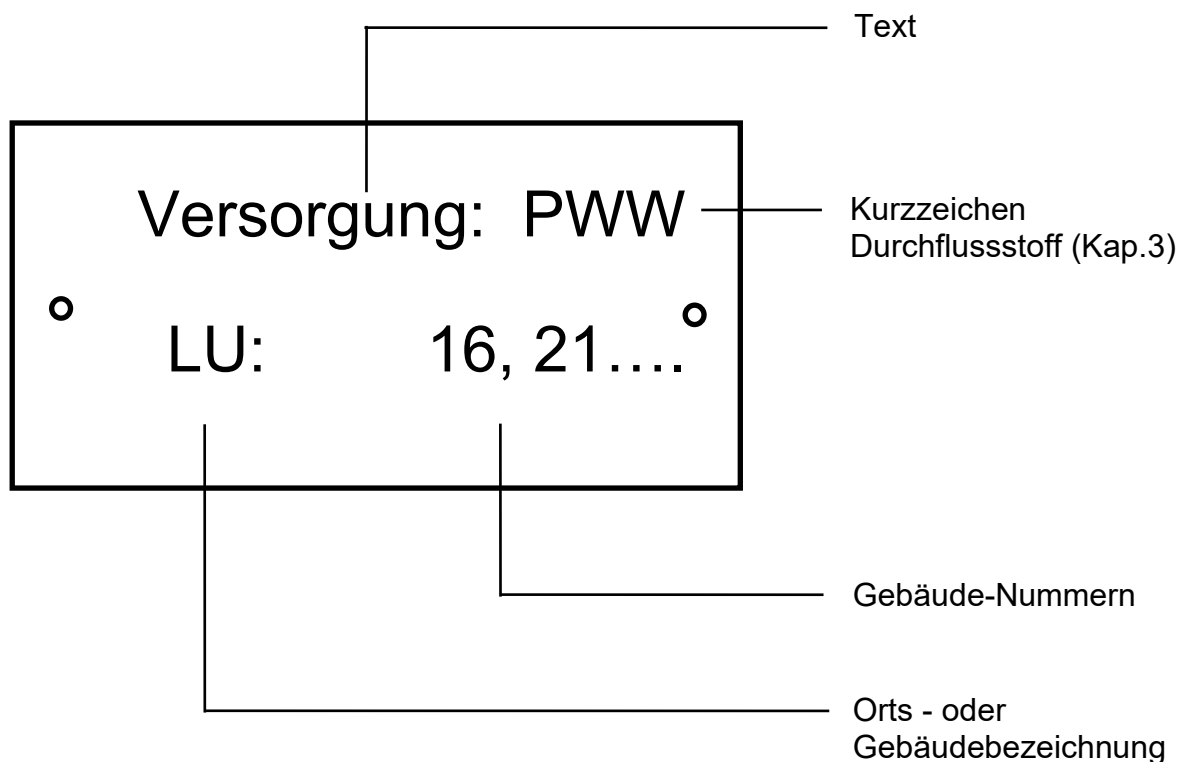 Text
Versorgung: PWW
Kurzzeichen
Durchflussstoff (Kap.3)
LU: 16, 21....
Gebäude-Nummern
Orts - oder
Gebäudebezeichnung